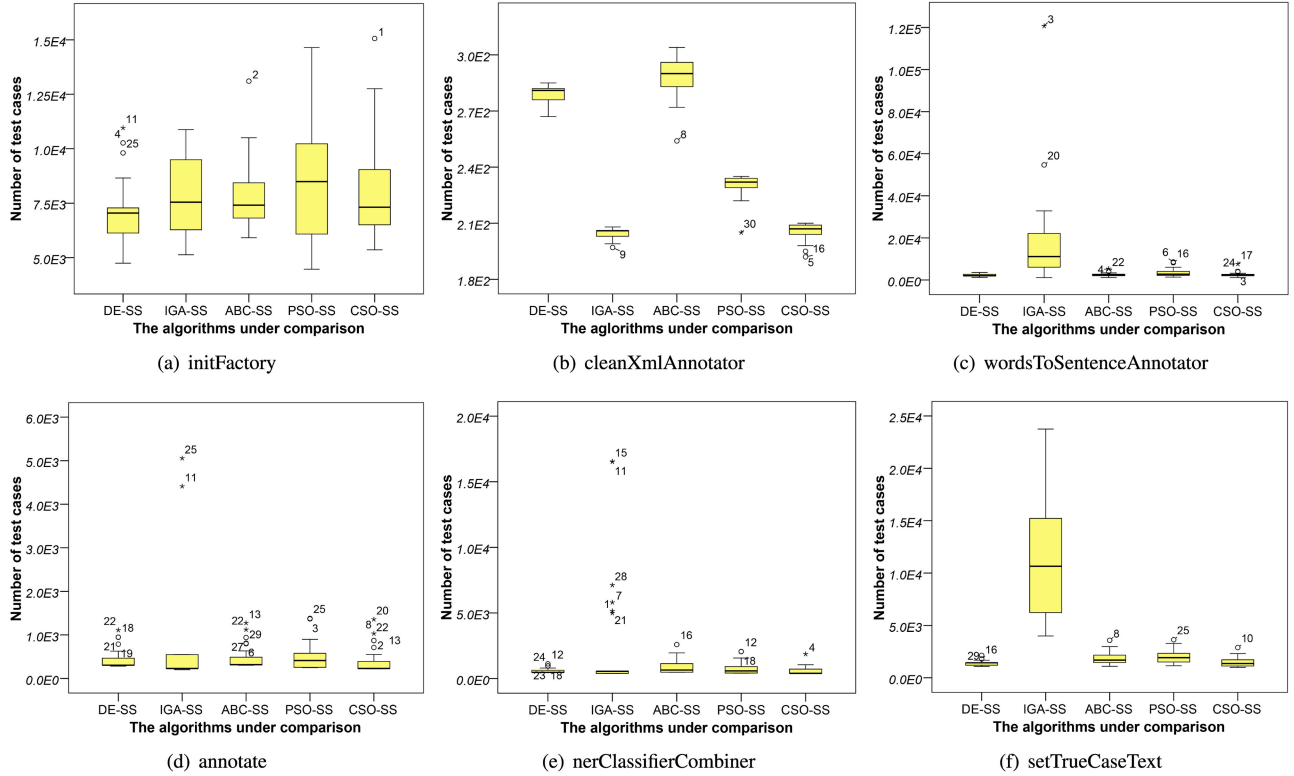 Number of test cases
1.5E4
1.25E4
1.0E4
7.5E3
5.0E3
11
4
25
2
1
DE-SS IGA-SS ABC-SS PSO-SS CSO-SS
The algorithms under comparison
(a) initFactory
Number of test cases
3.0E2
2.7E2
2.4E2
2.1E2
1.8E2
9
8
30
16
5
DE-SS IGA-SS ABC-SS PSO-SS CSO-SS
The aglorithms under comparison
(b) cleanXmlAnnotator
Number of test cases
1.2E5
1.0E5
8.0E4
6.0E4
4.0E4
2.0E4
0.0E0
3
20
4 22
6 16
24 17
3
DE-SS IGA-SS ABC-SS PSO-SS CSO-SS
The algorithms under comparison
(c) wordsToSentenceAnnotator
Number of test cases
6.0E3
5.0E3
4.0E3
3.0E3
2.0E3
1.0E3
0.0E0
22 18
21 19
25
11
13
22
29
27 6
25
3
20
8 22
13
2
DE-SS IGA-SS ABC-SS PSO-SS CSO-SS
The algorithms under comparison
(d) annotate
Number of test cases
2.0E4
1.5E4
1.0E4
5.0E3
0.0E0
24 12
23 18
15
11
28
1 7
21
16
12
18
4
DE-SS IGA-SS ABC-SS PSO-SS CSO-SS
The algorithms under comparison
(e) nerClassifierCombiner
Number of test cases
2.5E4
2.0E4
1.5E4
1.0E4
5.0E3
0.0E0
29 16
8
25
10
DE-SS IGA-SS ABC-SS PSO-SS CSO-SS
The algorithms under comparison
(f) setTrueCaseText